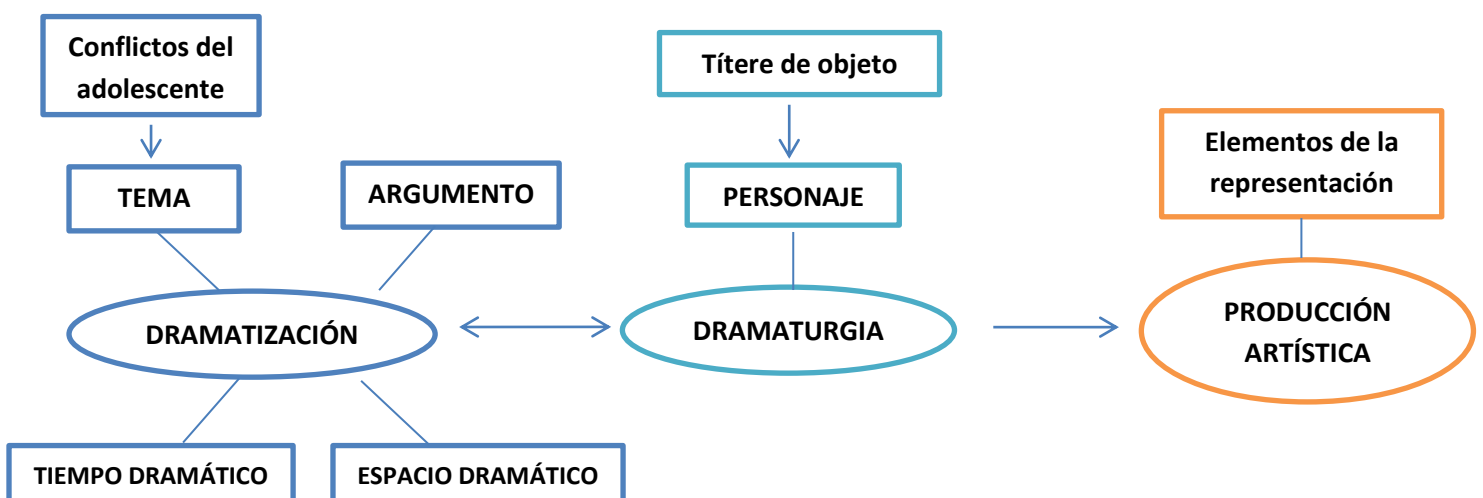 Conflictos del
adolescente
Títere de objeto
Elementos de la
representación
TEMA
ARGUMENTO
PERSONAJE
DRAMATIZACIÓN
DRAMATURGIA
PRODUCCIÓN
ARTÍSTICA
TIEMPO DRAMÁTICO
ESPACIO DRAMÁTICO